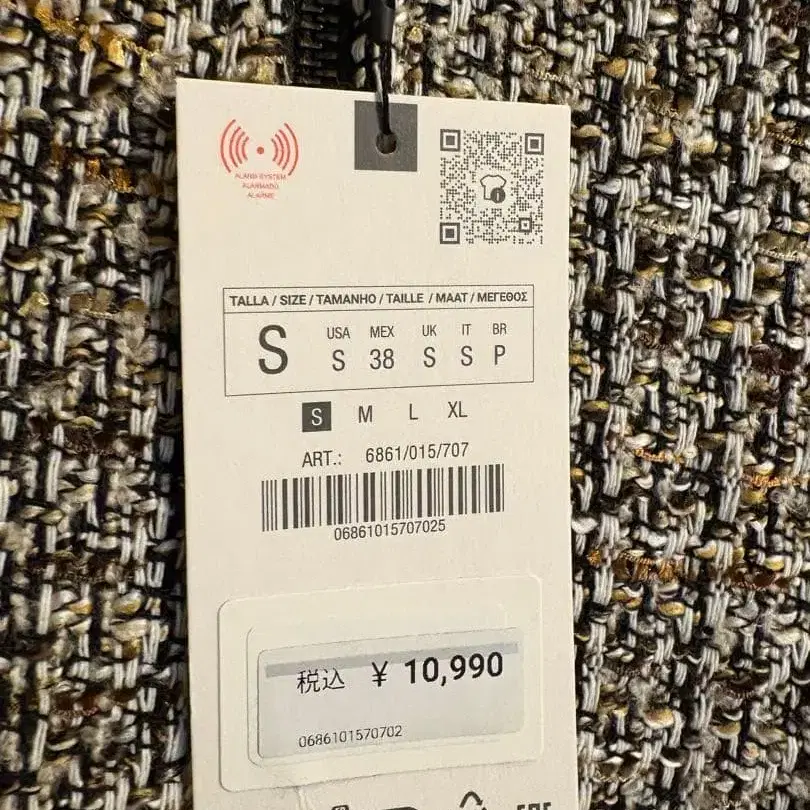 ALARM SYSTEM
ALARMADO
ALARME
TALLA / SIZE / TAMANHO / TAILLE / MAAT / ΜΕΓΕΘΟΣ
S
USA MEX UK IT BR
S 38 S S P
S M L XL
ART.: 6861/015/707
06861015707025
税込 ¥ 10,990
0686101570702